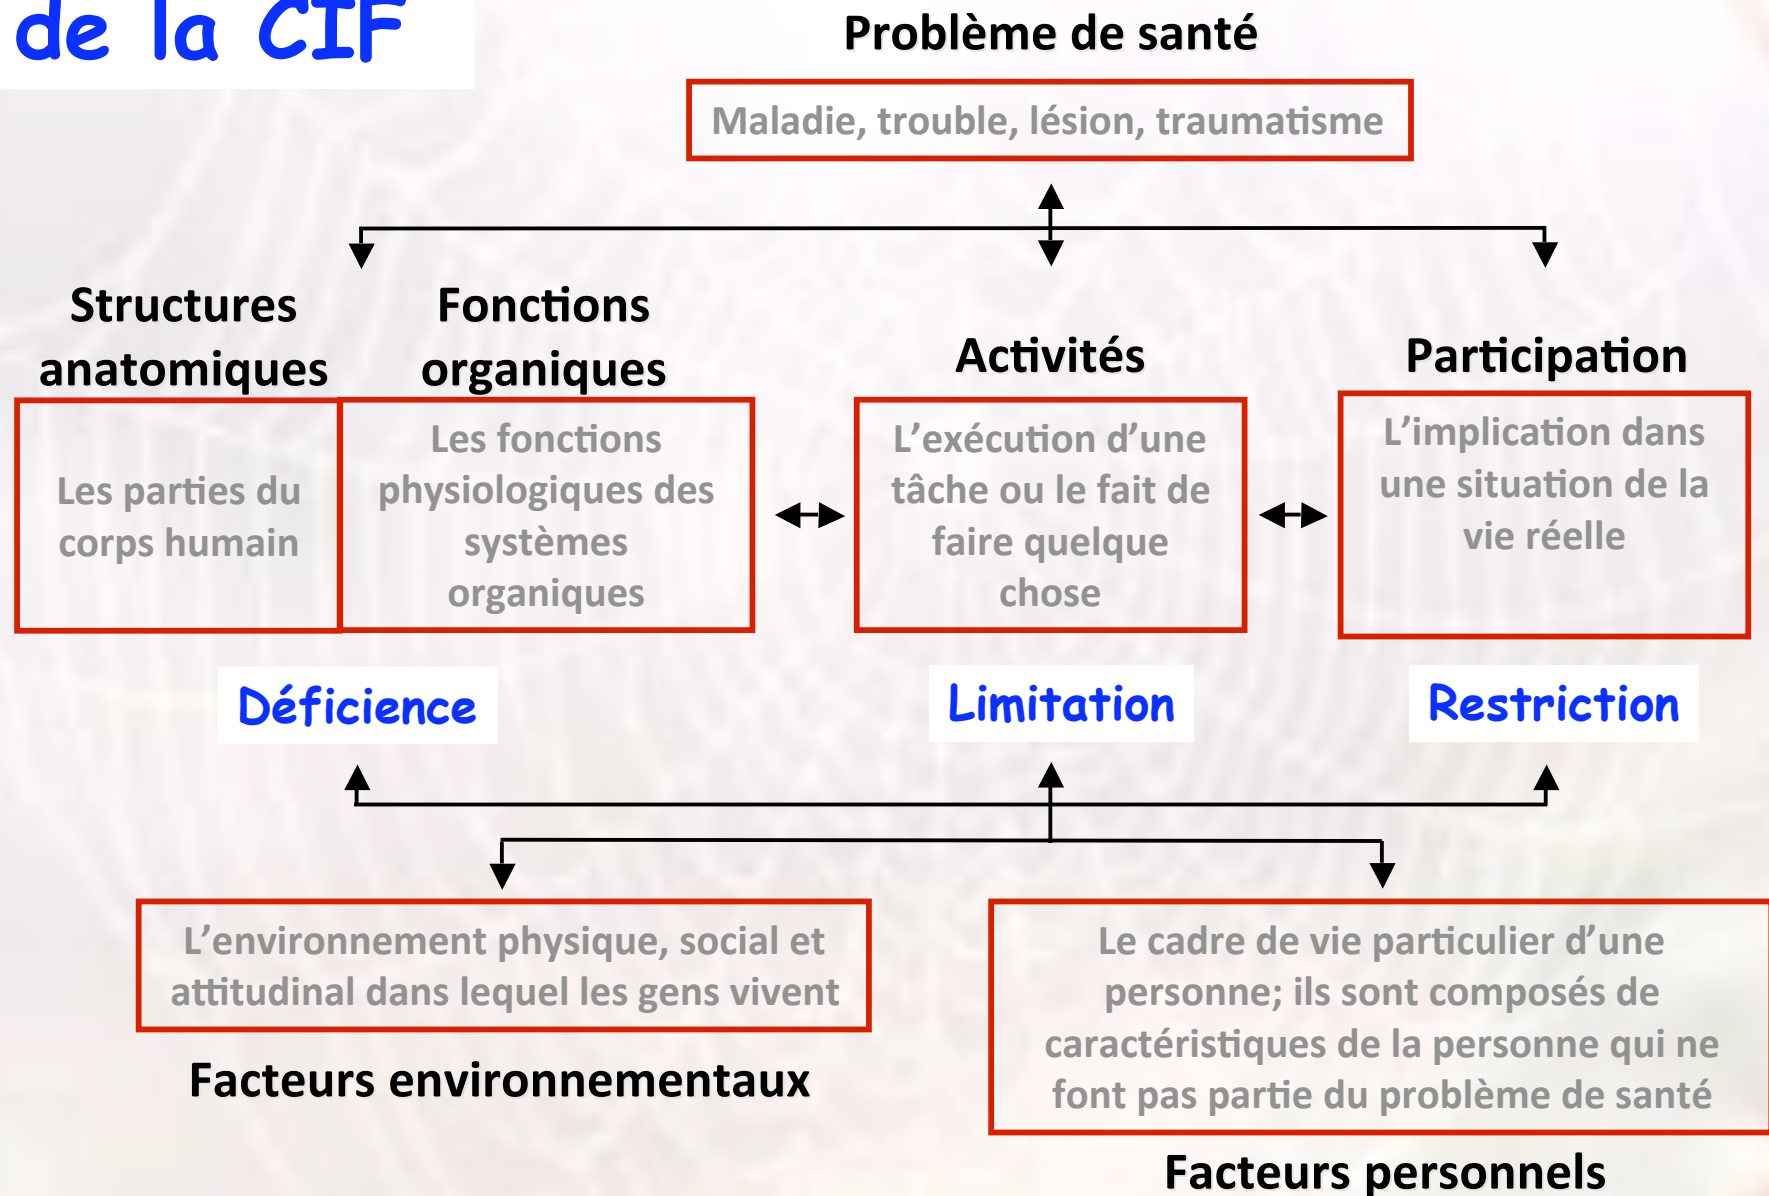 de la CIF
Problème de santé
Maladie, trouble, lésion, traumatisme
Structures
anatomiques
Fonctions
organiques
Activités
Participation
Les parties du
corps humain
Les fonctions
physiologiques des
systèmes
organiques
L’exécution d’une
tâche ou le fait de
faire quelque
chose
L’implication dans
une situation de la
vie réelle
Déficience
Limitation
Restriction
L’environnement physique, social et
attitudinal dans lequel les gens vivent
Facteurs environnementaux
Le cadre de vie particulier d’une
personne; ils sont composés de
caractéristiques de la personne qui ne
font pas partie du problème de santé
Facteurs personnels